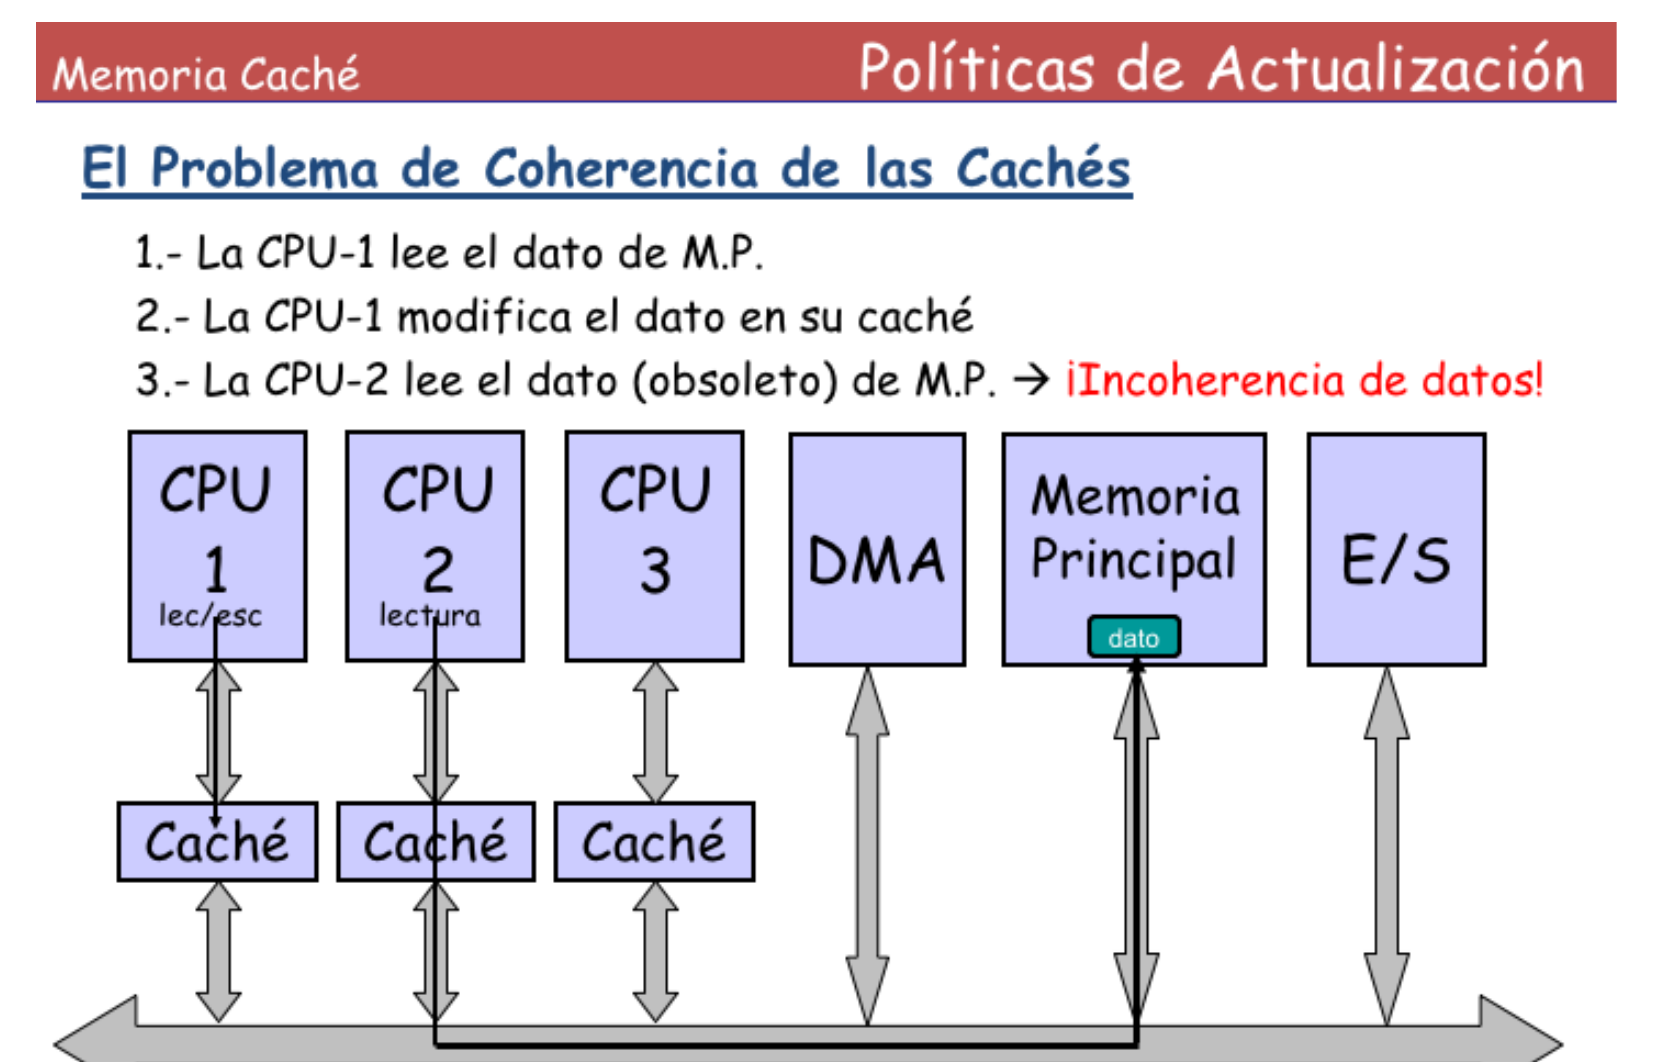 Memoria Caché
Políticas de Actualización
El Problema de Coherencia de las Cachés
1.- La CPU-1 lee el dato de M.P.
2.- La CPU-1 modifica el dato en su caché
3.- La CPU-2 lee el dato (obsoleto) de M.P. → ¡Incoherencia de datos!
CPU
1
lec/esc
CPU
2
lectura
CPU
3
DMA
Memoria
Principal
dato
E/S
Caché
Caché
Caché